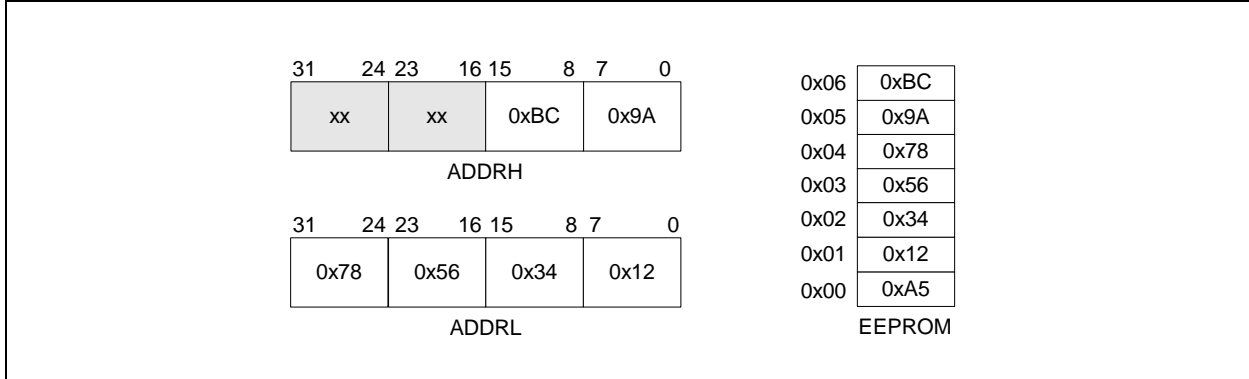 31 24 23 16 15 8 7 0
xx xx 0xBC 0x9A
ADDRH
31 24 23 16 15 8 7 0
0x78 0x56 0x34 0x12
ADDRL
0x06 0xBC
0x05 0x9A
0x04 0x78
0x03 0x56
0x02 0x34
0x01 0x12
0x00 0xA5
EEPROM